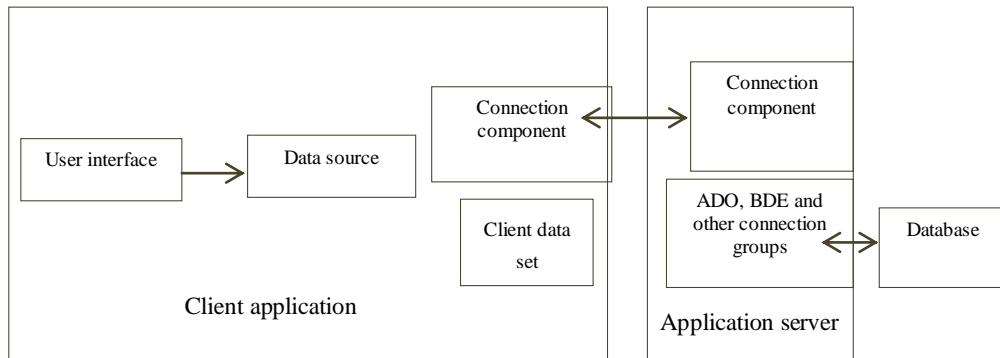 User interface
Data source
Connection
component
Client data
set
Client application
Connection
component
ADO, BDE and
other connection
groups
Application server
Database